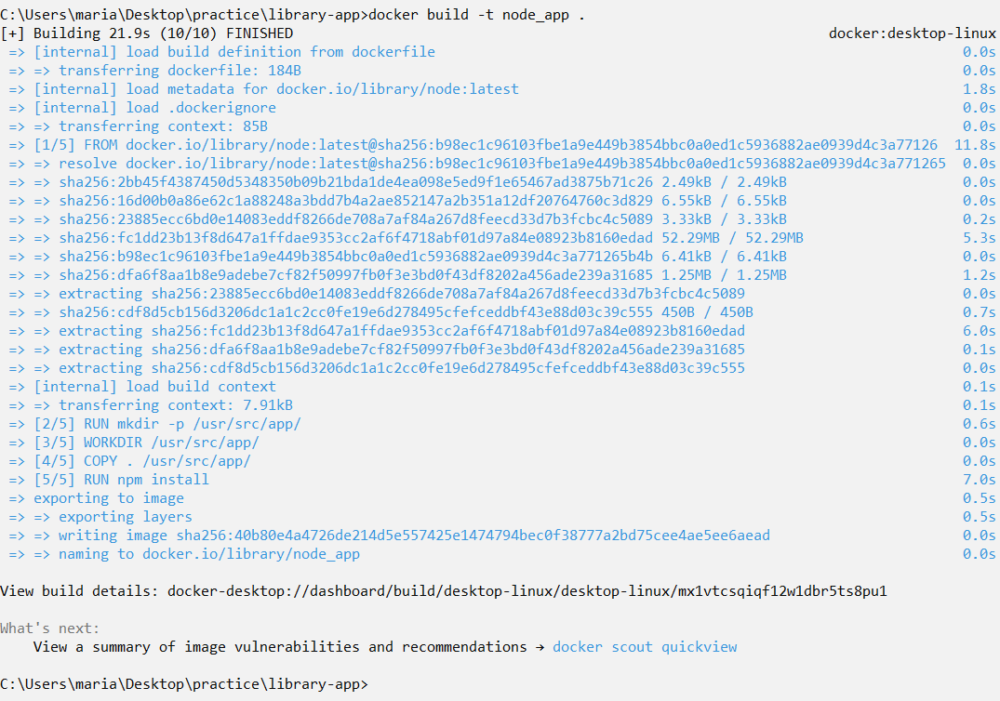 C:\Users\maria\Desktop\practice\library-app>docker build -t node_app .
[+] Building 21.9s (10/10) FINISHED docker:desktop-linux
=> [internal] load build definition from dockerfile 0.0s
=> => transferring dockerfile: 184B 0.0s
=> [internal] load metadata for docker.io/library/node:latest 1.8s
=> [internal] load .dockerignore 0.0s
=> => transferring context: 85B 0.0s
=> [1/5] FROM docker.io/library/node:latest@sha256:b98ec1c96103fbe1a9e449b3854bbc0a0ed1c5936882ae0939d4c3a77126 11.8s
=> => resolve docker.io/library/node:latest@sha256:b98ec1c96103fbe1a9e449b3854bbc0a0ed1c5936882ae0939d4c3a771265 0.0s
=> => sha256:2bb45f4387450d5348350b09b21bda1de4ea098e5ed9f1e65467ad3875b71c26 2.49kB / 2.49kB 0.0s
=> => sha256:16d00b0a86e62c1a88248a3bdd7b4a2ae852147a2b351a12df20764760c3d829 6.55kB / 6.55kB 0.0s
=> => sha256:23885ecc6bd0e14083eddf8266de708a7af84a267d8feecd33d7b3fcbc4c5089 3.33kB / 3.33kB 0.2s
=> => sha256:fc1dd23b13f8d647a1ffdae9353cc2af6f4718abf01d97a84e08923b8160edad 52.29MB / 52.29MB 5.3s
=> => sha256:b98ec1c96103fbe1a9e449b3854bbc0a0ed1c5936882ae0939d4c3a771265b4b 6.41kB / 6.41kB 0.0s
=> => sha256:dfa6f8aa1b8e9adebe7cf82f50997fb0f3e3bd0f43df8202a456ade239a31685 1.25MB / 1.25MB 1.2s
=> => extracting sha256:23885ecc6bd0e14083eddf8266de708a7af84a267d8feecd33d7b3fcbc4c5089 0.0s
=> => sha256:cdf8d5cb156d3206dc1a1c2cc0fe19e6d278495cfefceddbf43e88d03c39c555 450B / 450B 0.7s
=> => extracting sha256:fc1dd23b13f8d647a1ffdae9353cc2af6f4718abf01d97a84e08923b8160edad 6.0s
=> => extracting sha256:dfa6f8aa1b8e9adebe7cf82f50997fb0f3e3bd0f43df8202a456ade239a31685 0.1s
=> => extracting sha256:cdf8d5cb156d3206dc1a1c2cc0fe19e6d278495cfefceddbf43e88d03c39c555 0.0s
=> [internal] load build context 0.1s
=> => transferring context: 7.91kB 0.1s
=> [2/5] RUN mkdir -p /usr/src/app/ 0.6s
=> [3/5] WORKDIR /usr/src/app/ 0.0s
=> [4/5] COPY . /usr/src/app/ 0.0s
=> [5/5] RUN npm install 7.0s
=> exporting to image 0.5s
=> => exporting layers 0.5s
=> => writing image sha256:40b80e4a4726de214d5e557425e1474794bec0f38777a2bd75cee4ae5ee6aead 0.0s
=> => naming to docker.io/library/node_app 0.0s
View build details: docker-desktop://dashboard/build/desktop-linux/desktop-linux/mx1vtcsqiqf12w1dbr5ts8pu1
What's next:
View a summary of image vulnerabilities and recommendations → docker scout quickview
C:\Users\maria\Desktop\practice\library-app>